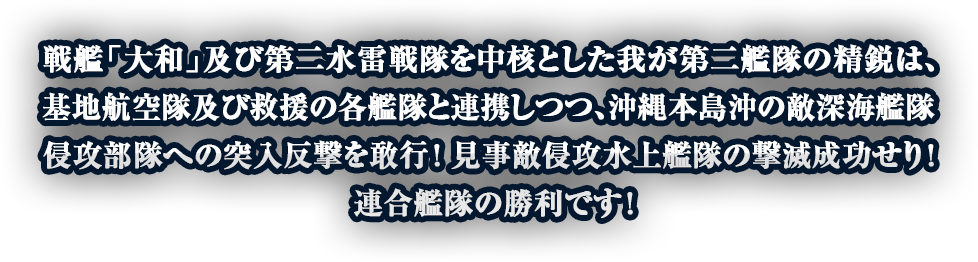 戦艦「大和」及び第二水雷戦隊を中核とした我が第二艦隊の精鋭は、
基地航空隊及び救援の各艦隊と連携しつつ、沖縄本島沖の敵深海艦隊
侵攻部隊への突入反撃を敢行！見事敵侵攻水上艦隊の撃滅成功せり！
連合艦隊の勝利です！